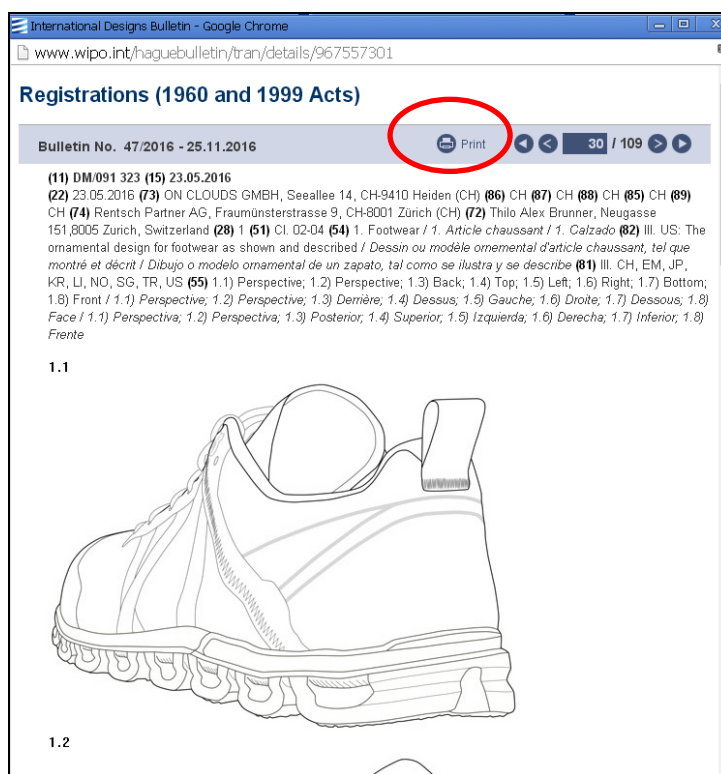 International Designs Bulletin - Google Chrome
www.wipo.int/haguebulletin/tran/details/967557301
Registrations (1960 and 1999 Acts)
Bulletin No. 47/2016 - 25.11.2016 Print 30 / 109
(11) DM/091 323 (15) 23.05.2016
(22) 23.05.2016 (73) ON CLOUDS GMBH, Seeallee 14, CH-9410 Heiden (CH) (86) CH (87) CH (88) CH (85) CH (89)
CH (74) Rentsch Partner AG, Fraumünsterstrasse 9, CH-8001 Zürich (CH) (72) Thilo Alex Brunner, Neugasse
151,8005 Zurich, Switzerland (28) 1 (51) Cl. 02-04 (54) 1. Footwear / 1. Article chaussant / 1. Calzado (82) III. US: The
ornamental design for footwear as shown and described / Dessin ou modèle ornemental d'article chaussant, tel que
montré et décrit / Dibujo o modelo ornamental de un zapato, tal como se ilustra y se describe (81) III. CH, EM, JP,
KR, LI, NO, SG, TR, US (55) 1.1) Perspective; 1.2) Perspective; 1.3) Back; 1.4) Top; 1.5) Left; 1.6) Right; 1.7) Bottom;
1.8) Front / 1.1) Perspective; 1.2) Perspective; 1.3) Derrière; 1.4) Dessus; 1.5) Gauche; 1.6) Droite; 1.7) Dessous; 1.8)
Face / 1.1) Perspectiva; 1.2) Perspectiva; 1.3) Posterior; 1.4) Superior; 1.5) Izquierda; 1.6) Derecha; 1.7) Inferior; 1.8)
Frente
1.1
1.2